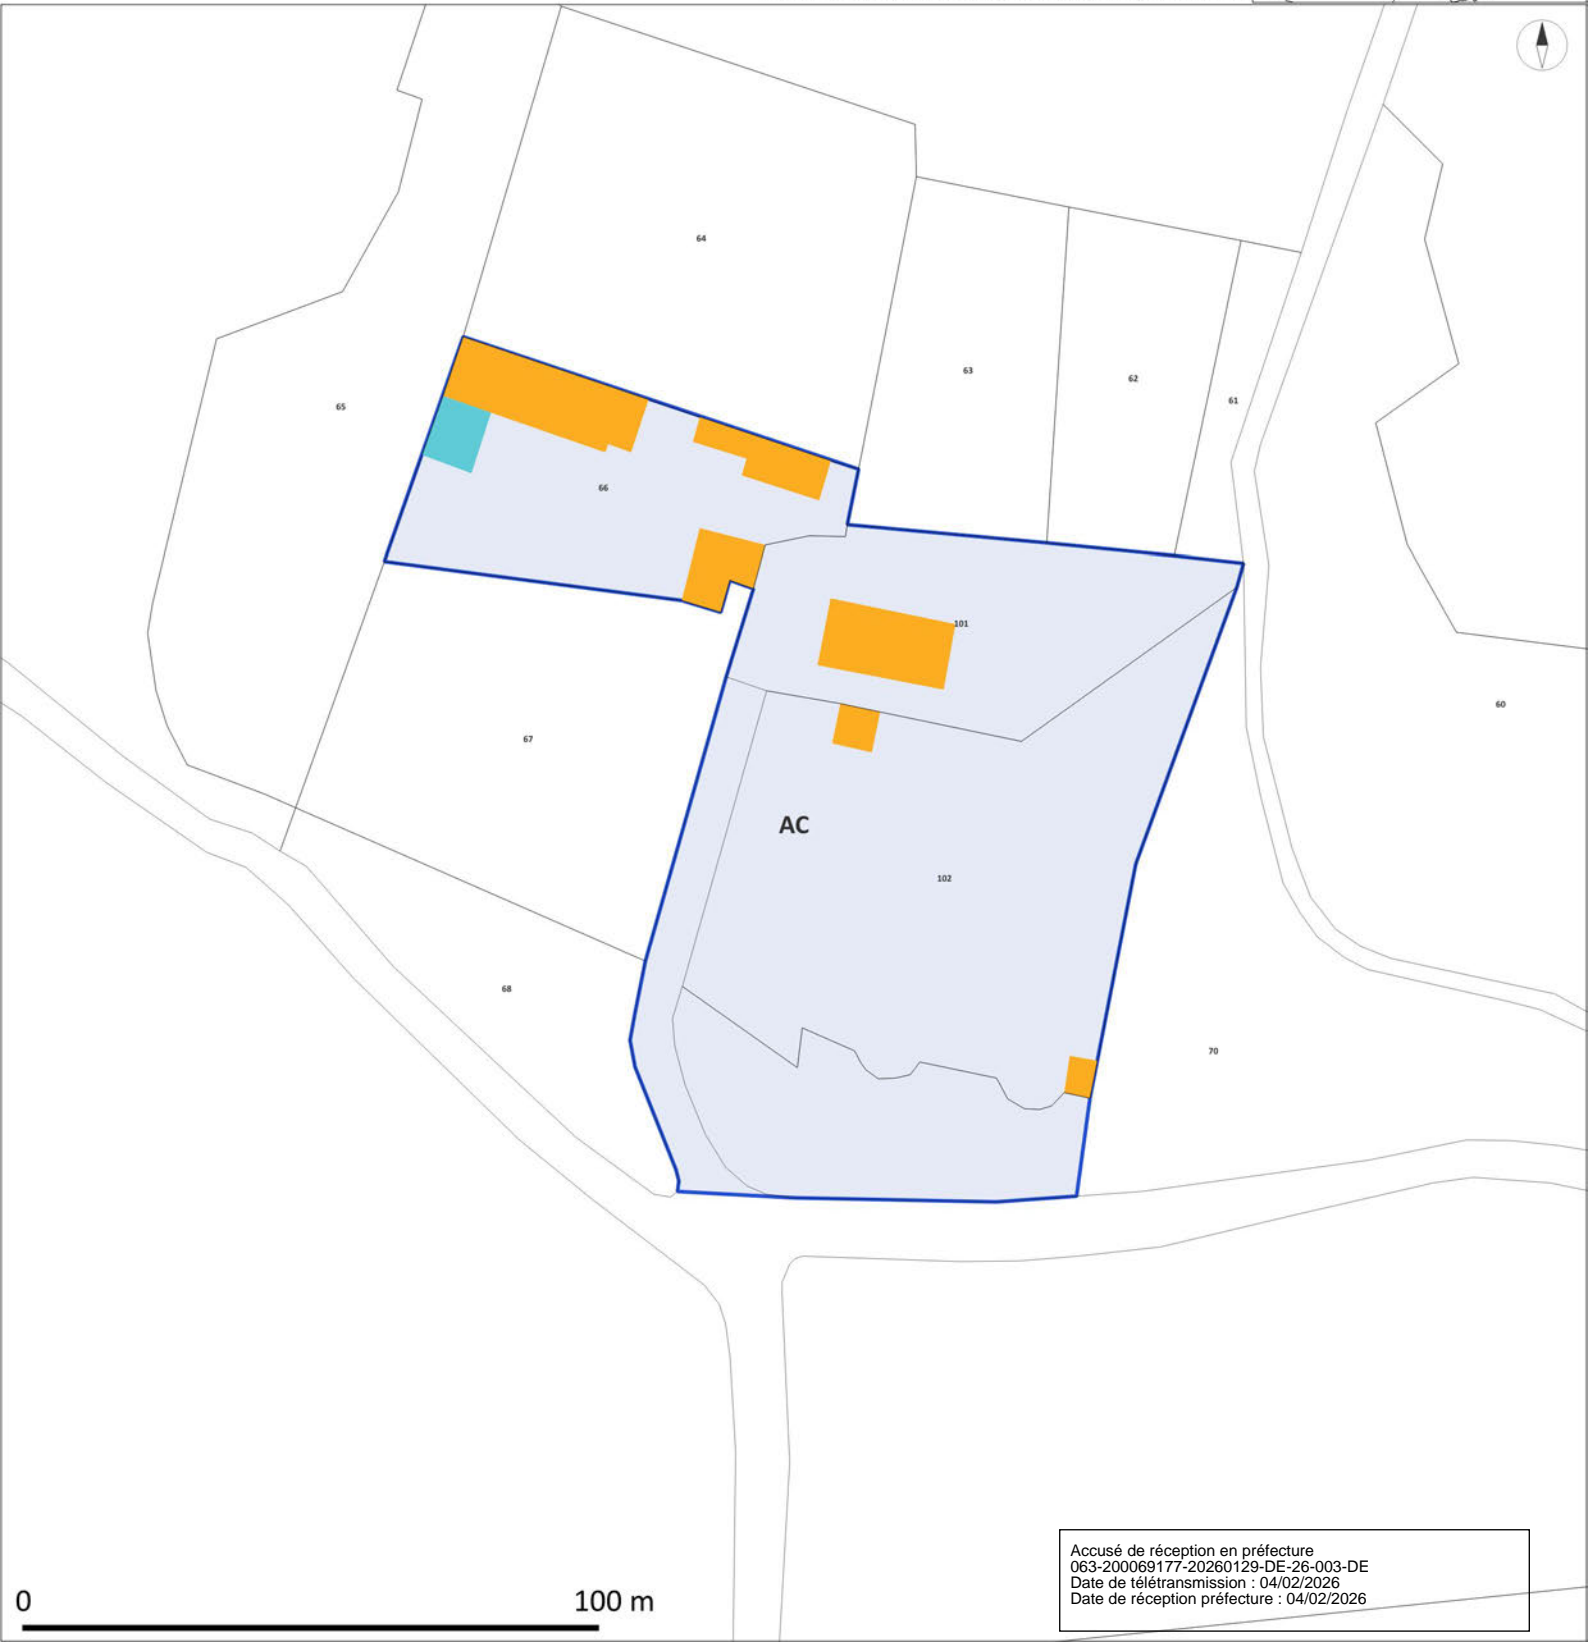 64
63
62
61
65
66
101
60
67
AC
102
68
70
0 100 m
Accusé de réception en préfecture
063-200069177-20260129-DE-26-003-DE
Date de télétransmission : 04/02/2026
Date de réception préfecture : 04/02/2026